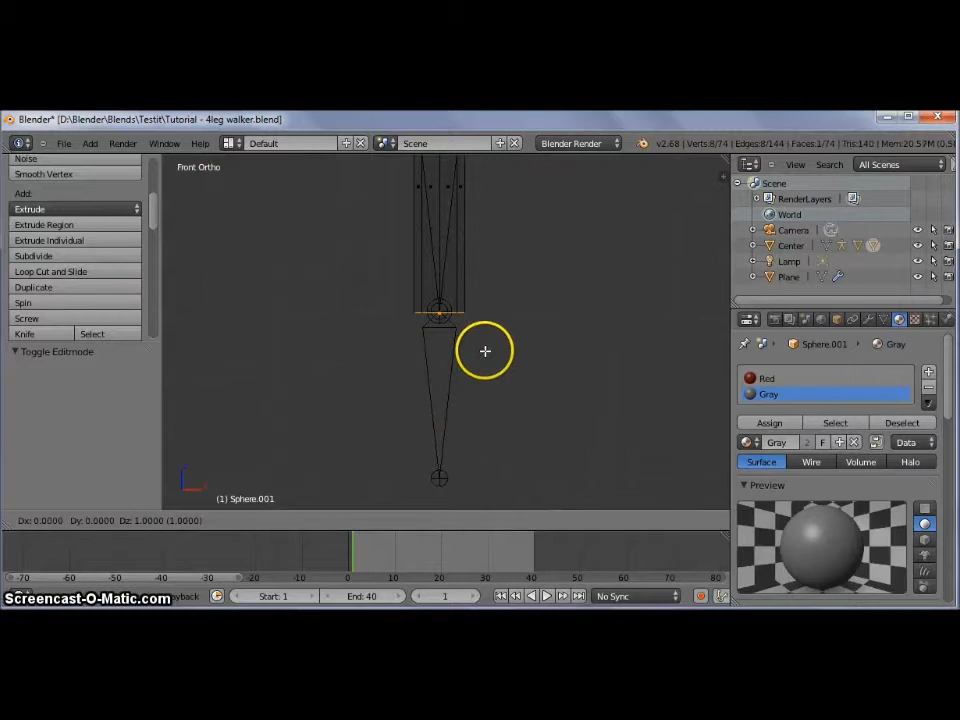 Blender* [D:\Blender\Blends\Testit\Tutorial - 4leg walker.blend]
File Add Render Window Help Default Scene Blender Render v2.68 | Verts:8/74 | Edges:8/144 | Faces:1/74 | Tris:140 | Mem:20.57M (0.5
Noise
Smooth Vertex
Add:
Extrude
Extrude Region
Extrude Individual
Subdivide
Loop Cut and Slide
Duplicate
Spin
Screw
Knife Select
Toggle Editmode
Front Ortho
(1) Sphere.001
View Search All Scenes
Scene
RenderLayers
World
Camera
Center
Lamp
Plane
Sphere.001 Gray
Red
Gray
Assign Select Deselect
Gray 2 F Data
Surface Wire Volume Halo
Preview
Dx: 0.0000 Dy: 0.0000 Dz: 1.0000 (1.0000)
-70 -60 -50 -40 -30 -20 -10 0 10 20 30 40 50 60 70 80
Screencast-O-Matic.com
ayback Start: 1 End: 40 1 No Sync